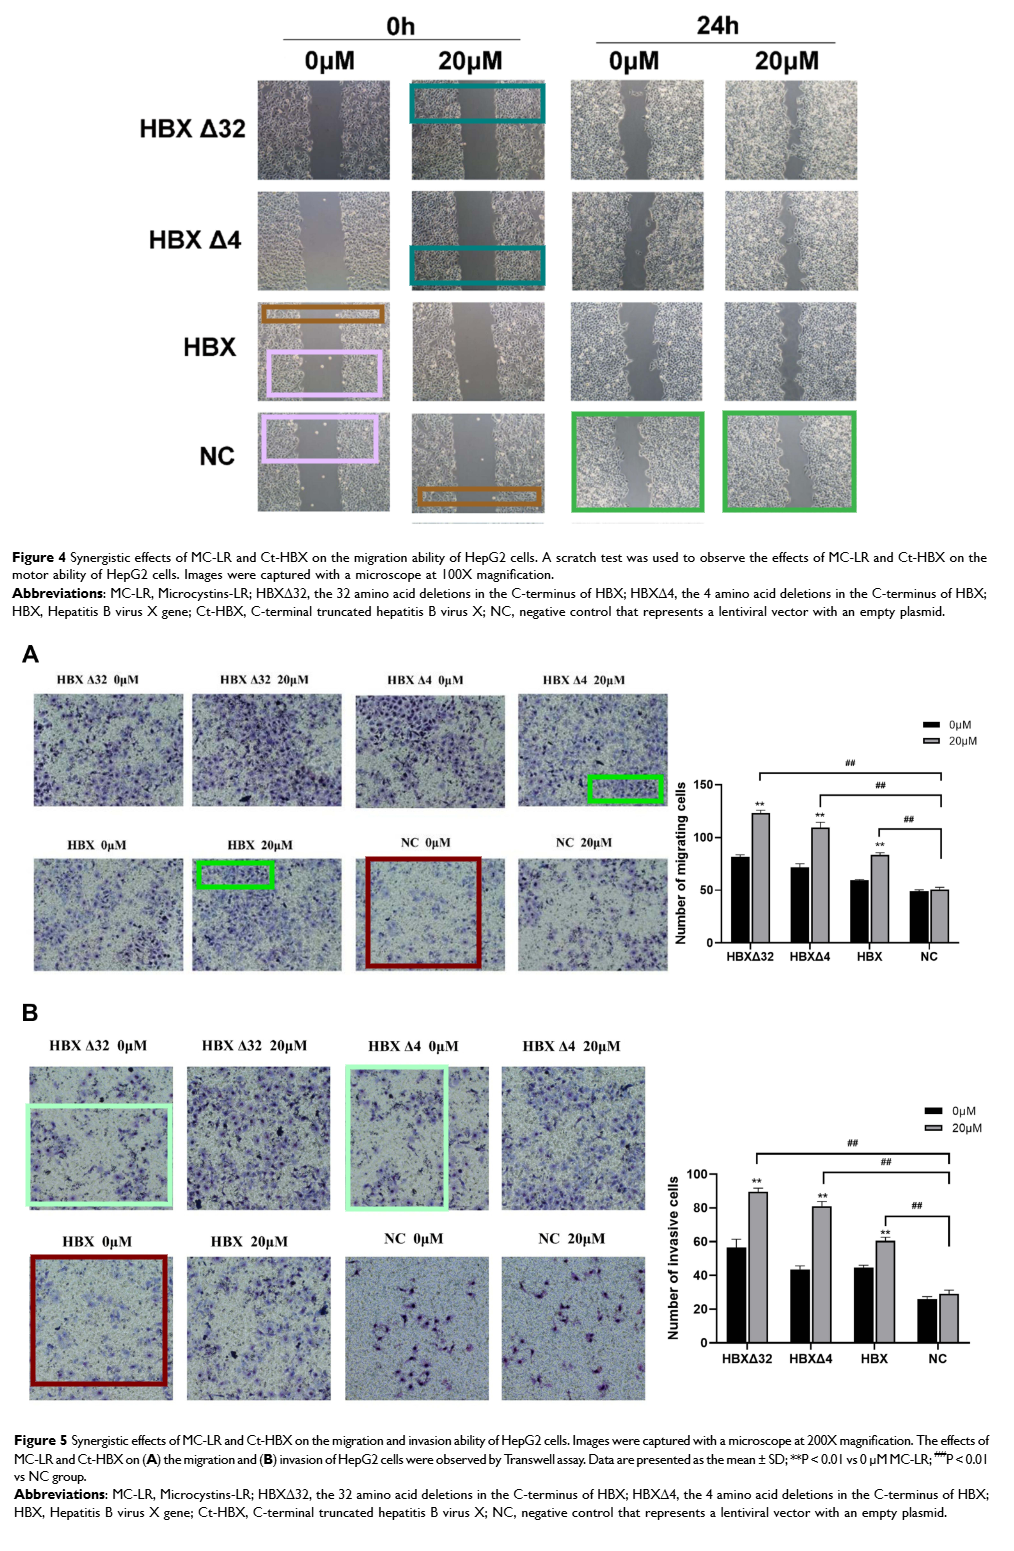 0h
24h
0µM
20µM
0µM
20µM
HBX Δ32
HBX Δ4
HBX
NC
Figure 4 Synergistic effects of MC-LR and Ct-HBX on the migration ability of HepG2 cells. A scratch test was used to observe the effects of MC-LR and Ct-HBX on the
motor ability of HepG2 cells. Images were captured with a microscope at 100X magnification.
Abbreviations: MC-LR, Microcystins-LR; HBXΔ32, the 32 amino acid deletions in the C-terminus of HBX; HBXΔ4, the 4 amino acid deletions in the C-terminus of HBX;
HBX, Hepatitis B virus X gene; Ct-HBX, C-terminal truncated hepatitis B virus X; NC, negative control that represents a lentiviral vector with an empty plasmid.
A
HBX Δ32 0µM
HBX Δ32 20µM
HBX Δ4 0µM
HBX Δ4 20µM
HBX 0µM
HBX 20µM
NC 0µM
NC 20µM
0µM
20µM
##
##
##
**
**
**
Number of migrating cells
150
100
50
0
HBXΔ32
HBXΔ4
HBX
NC
B
HBX Δ32 0µM
HBX Δ32 20µM
HBX Δ4 0µM
HBX Δ4 20µM
HBX 0µM
HBX 20µM
NC 0µM
NC 20µM
0µM
20µM
##
##
##
**
**
**
Number of invasive cells
100
80
60
40
20
0
HBXΔ32
HBXΔ4
HBX
NC
Figure 5 Synergistic effects of MC-LR and Ct-HBX on the migration and invasion ability of HepG2 cells. Images were captured with a microscope at 200X magnification. The effects of
MC-LR and Ct-HBX on (A) the migration and (B) invasion of HepG2 cells were observed by Transwell assay. Data are presented as the mean ± SD; **P < 0.01 vs 0 µM MC-LR; ##P < 0.01
vs NC group.
Abbreviations: MC-LR, Microcystins-LR; HBXΔ32, the 32 amino acid deletions in the C-terminus of HBX; HBXΔ4, the 4 amino acid deletions in the C-terminus of HBX;
HBX, Hepatitis B virus X gene; Ct-HBX, C-terminal truncated hepatitis B virus X; NC, negative control that represents a lentiviral vector with an empty plasmid.